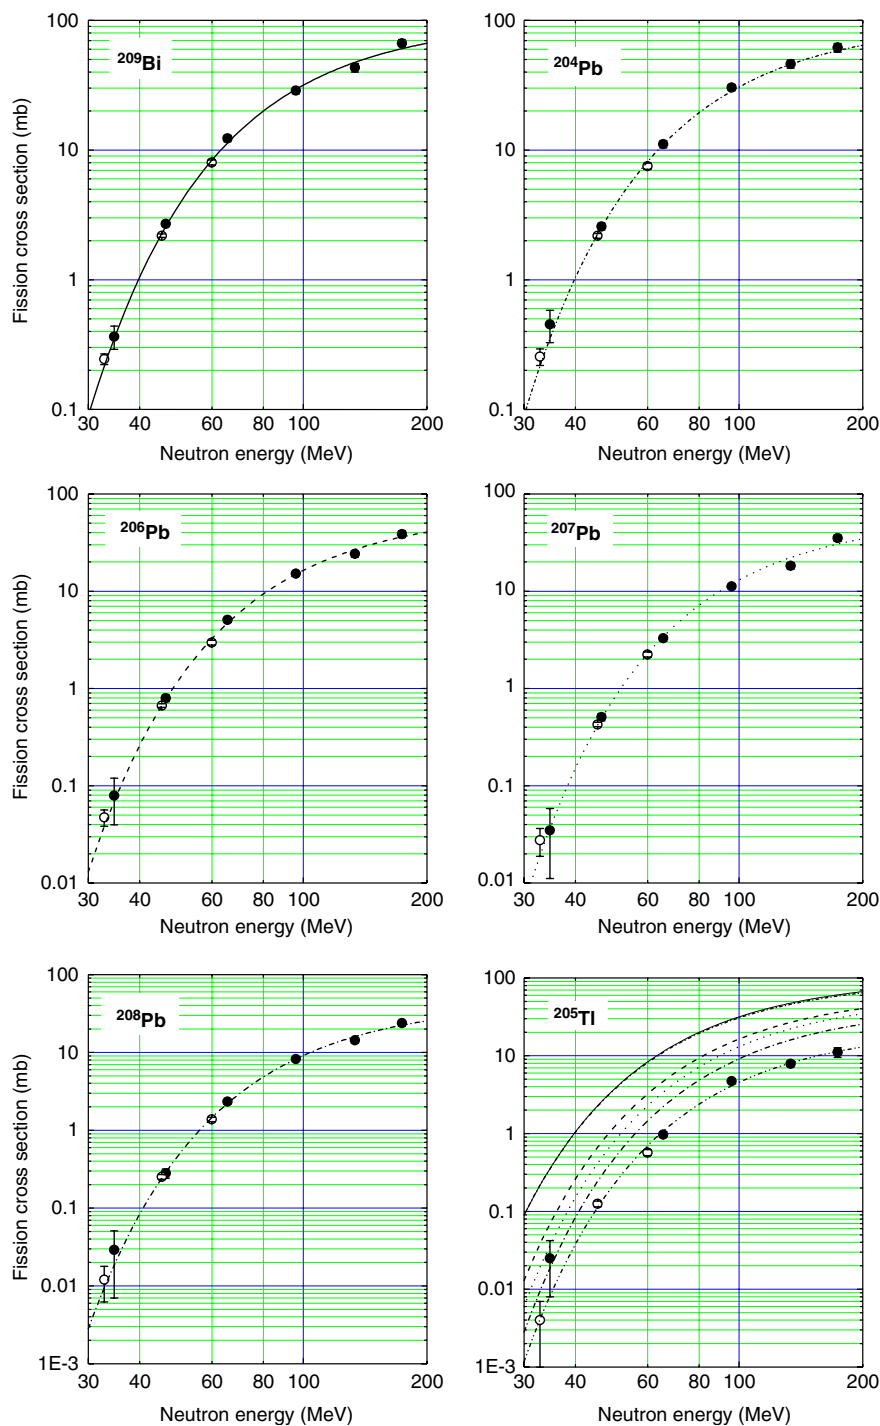 ²⁰⁹Bi
Fission cross section (mb)
100
10
1
0.1
30 40 60 80 100 200
Neutron energy (MeV)
²⁰⁴Pb
100
10
1
0.1
30 40 60 80 100 200
Neutron energy (MeV)
²⁰⁶Pb
Fission cross section (mb)
100
10
1
0.1
0.01
30 40 60 80 100 200
Neutron energy (MeV)
²⁰⁷Pb
100
10
1
0.1
0.01
30 40 60 80 100 200
Neutron energy (MeV)
²⁰⁸Pb
Fission cross section (mb)
100
10
1
0.1
0.01
1E-3
30 40 60 80 100 200
Neutron energy (MeV)
²⁰⁵Tl
100
10
1
0.1
0.01
1E-3
30 40 60 80 100 200
Neutron energy (MeV)